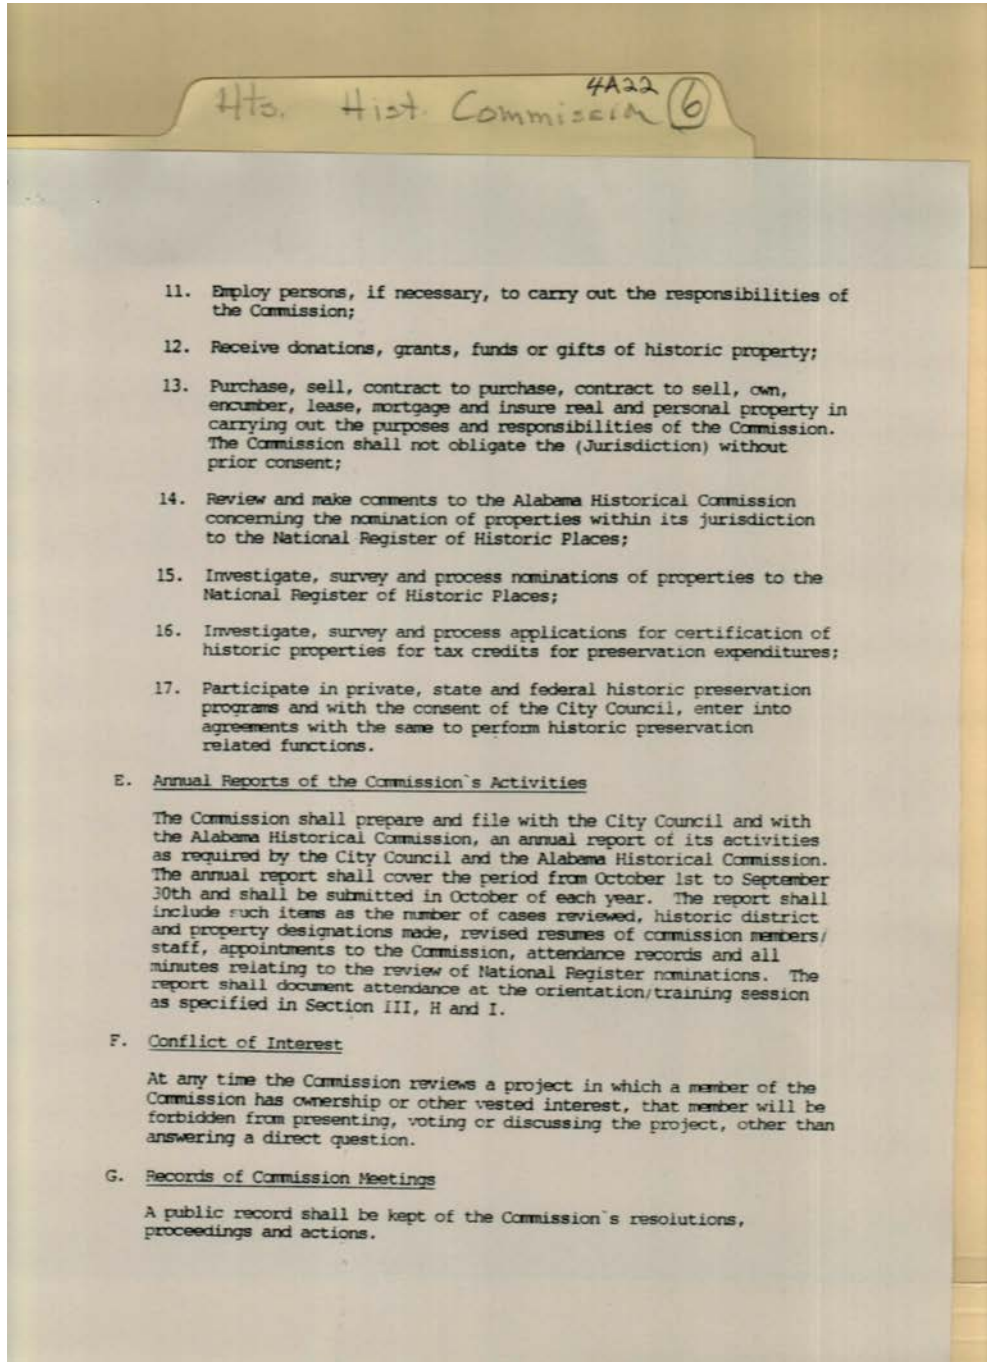 4A22
Hts. Hist. Commission 6
11. Employ persons, if necessary, to carry out the responsibilities of
the Commission;
12. Receive donations, grants, funds or gifts of historic property;
13. Purchase, sell, contract to purchase, contract to sell, own,
encumber, lease, mortgage and insure real and personal property in
carrying out the purposes and responsibilities of the Commission.
The Commission shall not obligate the (Jurisdiction) without
prior consent;
14. Review and make comments to the Alabama Historical Commission
concerning the nomination of properties within its jurisdiction
to the National Register of Historic Places;
15. Investigate, survey and process nominations of properties to the
National Register of Historic Places;
16. Investigate, survey and process applications for certification of
historic properties for tax credits for preservation expenditures;
17. Participate in private, state and federal historic preservation
programs and with the consent of the City Council, enter into
agreements with the same to perform historic preservation
related functions.
E. Annual Reports of the Commission`s Activities
The Commission shall prepare and file with the City Council and with
the Alabama Historical Commission, an annual report of its activities
as required by the City Council and the Alabama Historical Commission.
The annual report shall cover the period from October 1st to September
30th and shall be submitted in October of each year. The report shall
include such items as the number of cases reviewed, historic district
and property designations made, revised resumes of commission members/
staff, appointments to the Commission, attendance records and all
minutes relating to the review of National Register nominations. The
report shall document attendance at the orientation/training session
as specified in Section III, H and I.
F. Conflict of Interest
At any time the Commission reviews a project in which a member of the
Commission has ownership or other vested interest, that member will be
forbidden from presenting, voting or discussing the project, other than
answering a direct question.
G. Records of Commission Meetings
A public record shall be kept of the Commission`s resolutions,
proceedings and actions.